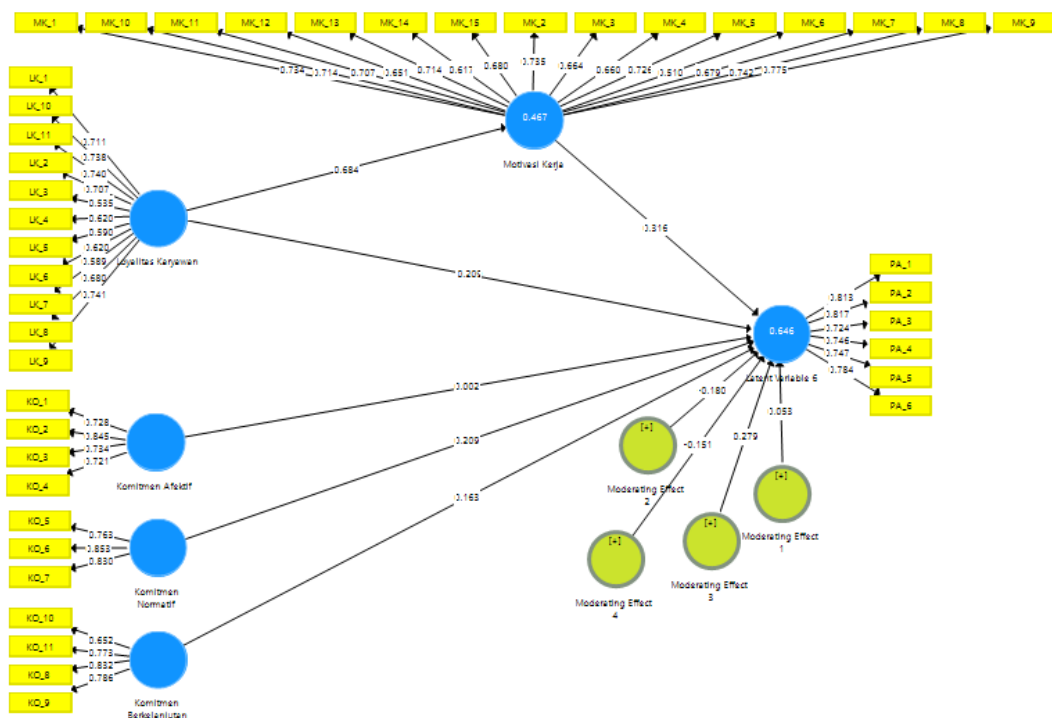 MK_1 MK_10 MK_11 MK_12 MK_13 MK_14 MK_15 MK_2 MK_3 MK_4 MK_5 MK_6 MK_7 MK_8 MK_9
0.734 0.714 0.707 0.651 0.714 0.617 0.680 0.735 0.664 0.660 0.726 0.510 0.679 0.742 0.775
0.467
Motivasi Kerja
LK_1
LK_10
LK_11
LK_2
LK_3
LK_4
LK_5
LK_6
LK_7
LK_8
LK_9
0.711
0.738
0.740
0.707
0.535
0.620
0.590
0.620
0.589
0.680
0.741
Loyalitas Karyawan
0.684
0.316
0.205
0.646
Latent Variable 6
PA_1
PA_2
PA_3
PA_4
PA_5
PA_6
0.813
0.817
0.724
0.746
0.747
0.784
KO_1
KO_2
KO_3
KO_4
0.728
0.845
0.734
0.721
Komitmen Afektif
0.002
KO_5
KO_6
KO_7
0.763
0.853
0.830
Komitmen
Normatif
0.209
KO_10
KO_11
KO_8
KO_9
0.652
0.773
0.832
0.786
Komitmen
Berkelanjutan
0.163
-0.180
-0.151
0.279
0.053
[+]
Moderating Effect
2
[+]
Moderating Effect
1
[+]
Moderating Effect
3
[+]
Moderating Effect
4